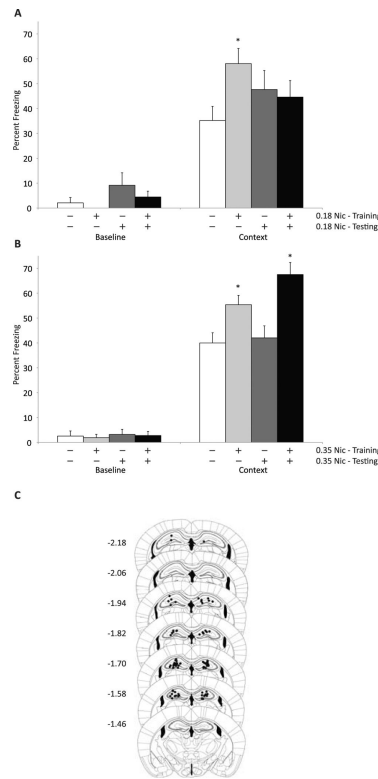 A
70
*
60
50
40
30
20
10
0
Percent Freezing
− + − + − + − + 0.18 Nic - Training
− − + + − − + + 0.18 Nic - Testing
Baseline Context
B
70
*
*
60
50
40
30
20
10
0
Percent Freezing
− + − + − + − + 0.35 Nic - Training
− − + + − − + + 0.35 Nic - Testing
Baseline Context
C
-2.18
-2.06
-1.94
-1.82
-1.70
-1.58
-1.46